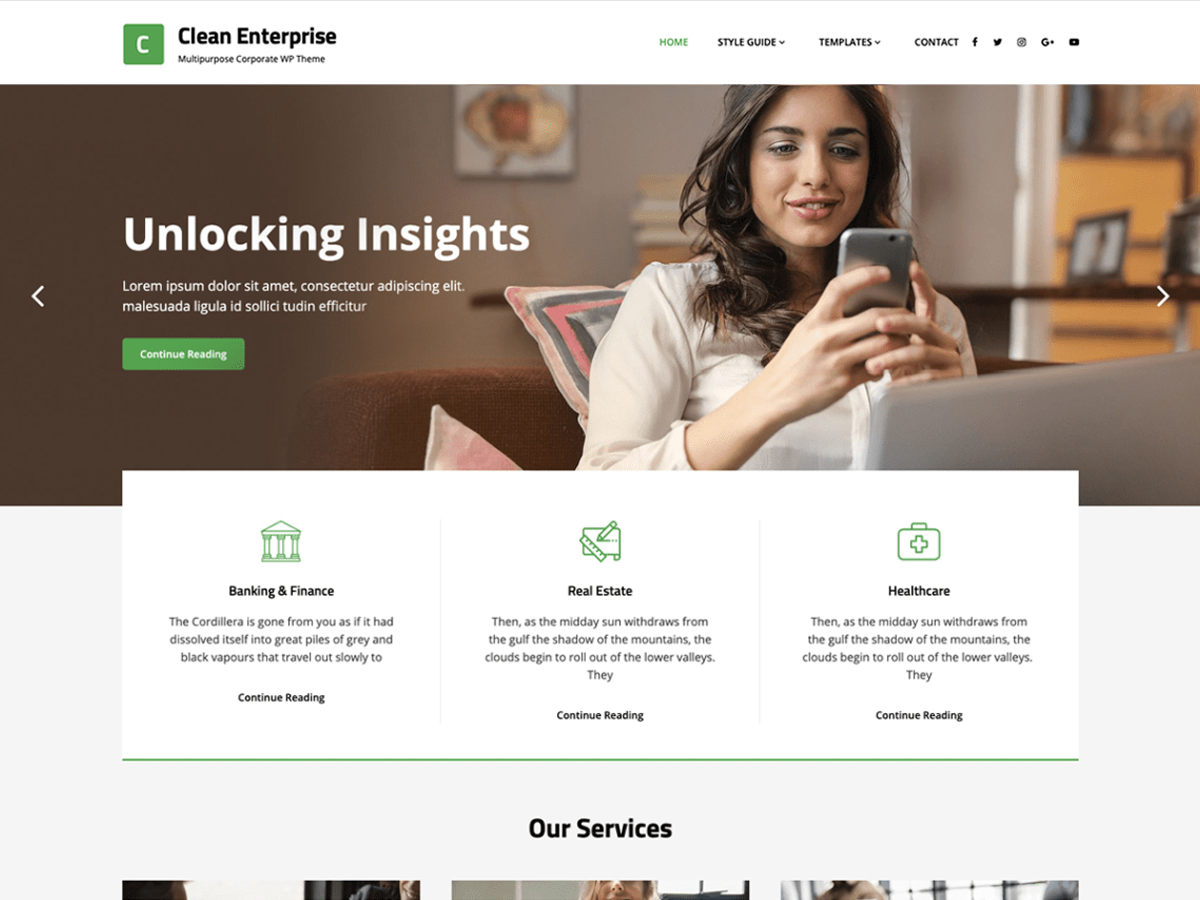 C
Clean Enterprise
Multipurpose Corporate WP Theme
HOME STYLE GUIDE TEMPLATES CONTACT
Unlocking Insights
Lorem ipsum dolor sit amet, consectetur adipiscing elit.
malesuada ligula id sollici tudin efficitur
Continue Reading
Banking & Finance
The Cordillera is gone from you as if it had
dissolved itself into great piles of grey and
black vapours that travel out slowly to
Continue Reading
Real Estate
Then, as the midday sun withdraws from
the gulf the shadow of the mountains, the
clouds begin to roll out of the lower valleys.
They
Continue Reading
Healthcare
Then, as the midday sun withdraws from
the gulf the shadow of the mountains, the
clouds begin to roll out of the lower valleys.
They
Continue Reading
Our Services